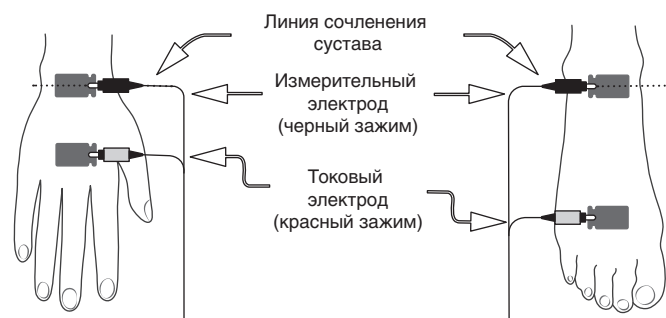 Линия сочленения
сустава
Измерительный
электрод
(черный зажим)
Токовый
электрод
(красный зажим)